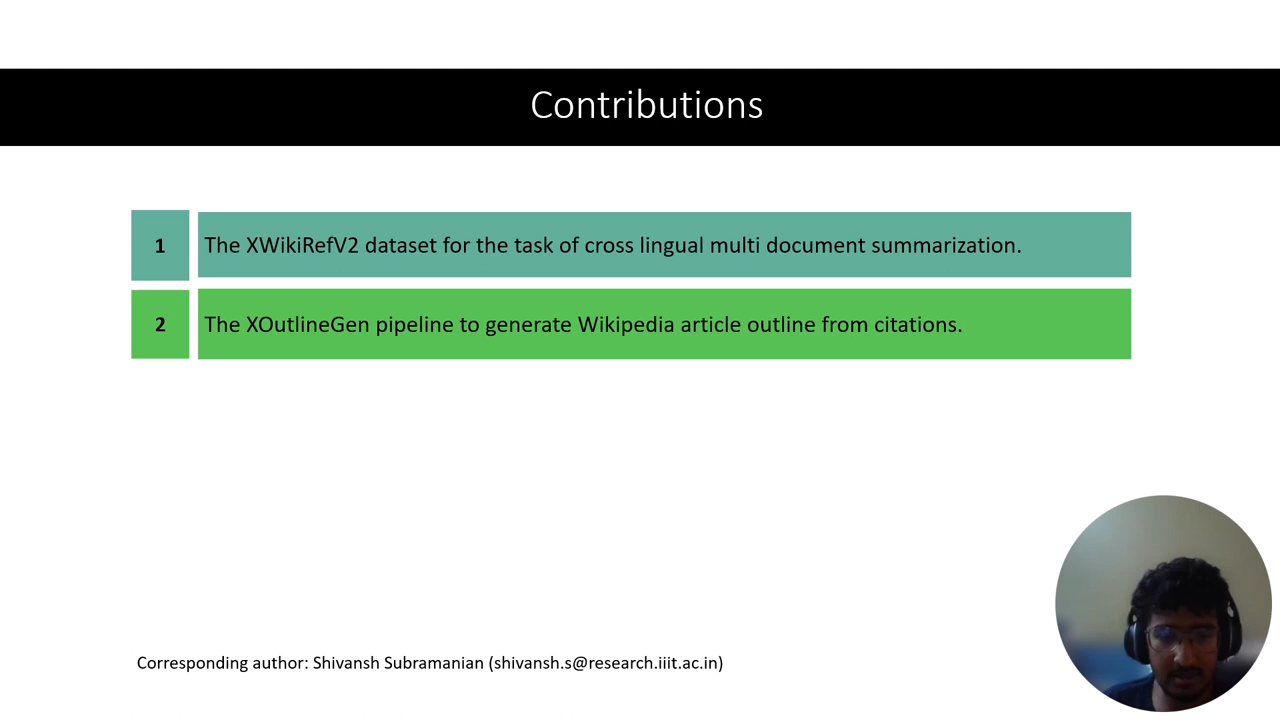 Contributions
1 The XWikiRefV2 dataset for the task of cross lingual multi document summarization.
2 The XOutlineGen pipeline to generate Wikipedia article outline from citations.
Corresponding author: Shivansh Subramanian (shivansh.s@research.iiit.ac.in)